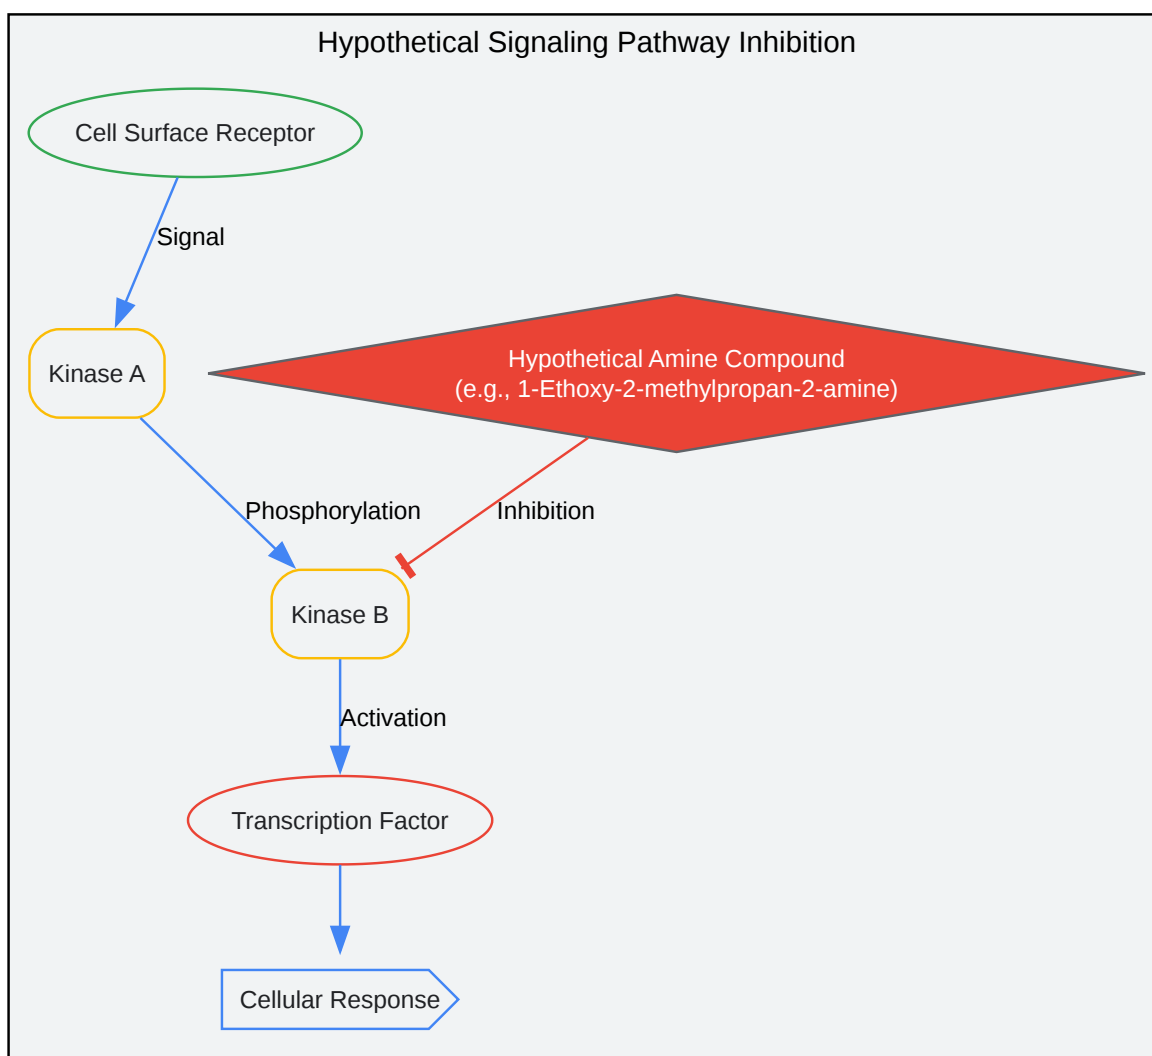 Hypothetical Signaling Pathway Inhibition
Cell Surface Receptor
Signal
Kinase A
Hypothetical Amine Compound
(e.g., 1-Ethoxy-2-methylpropan-2-amine)
Phosphorylation
Inhibition
Kinase B
Activation
Transcription Factor
Cellular Response